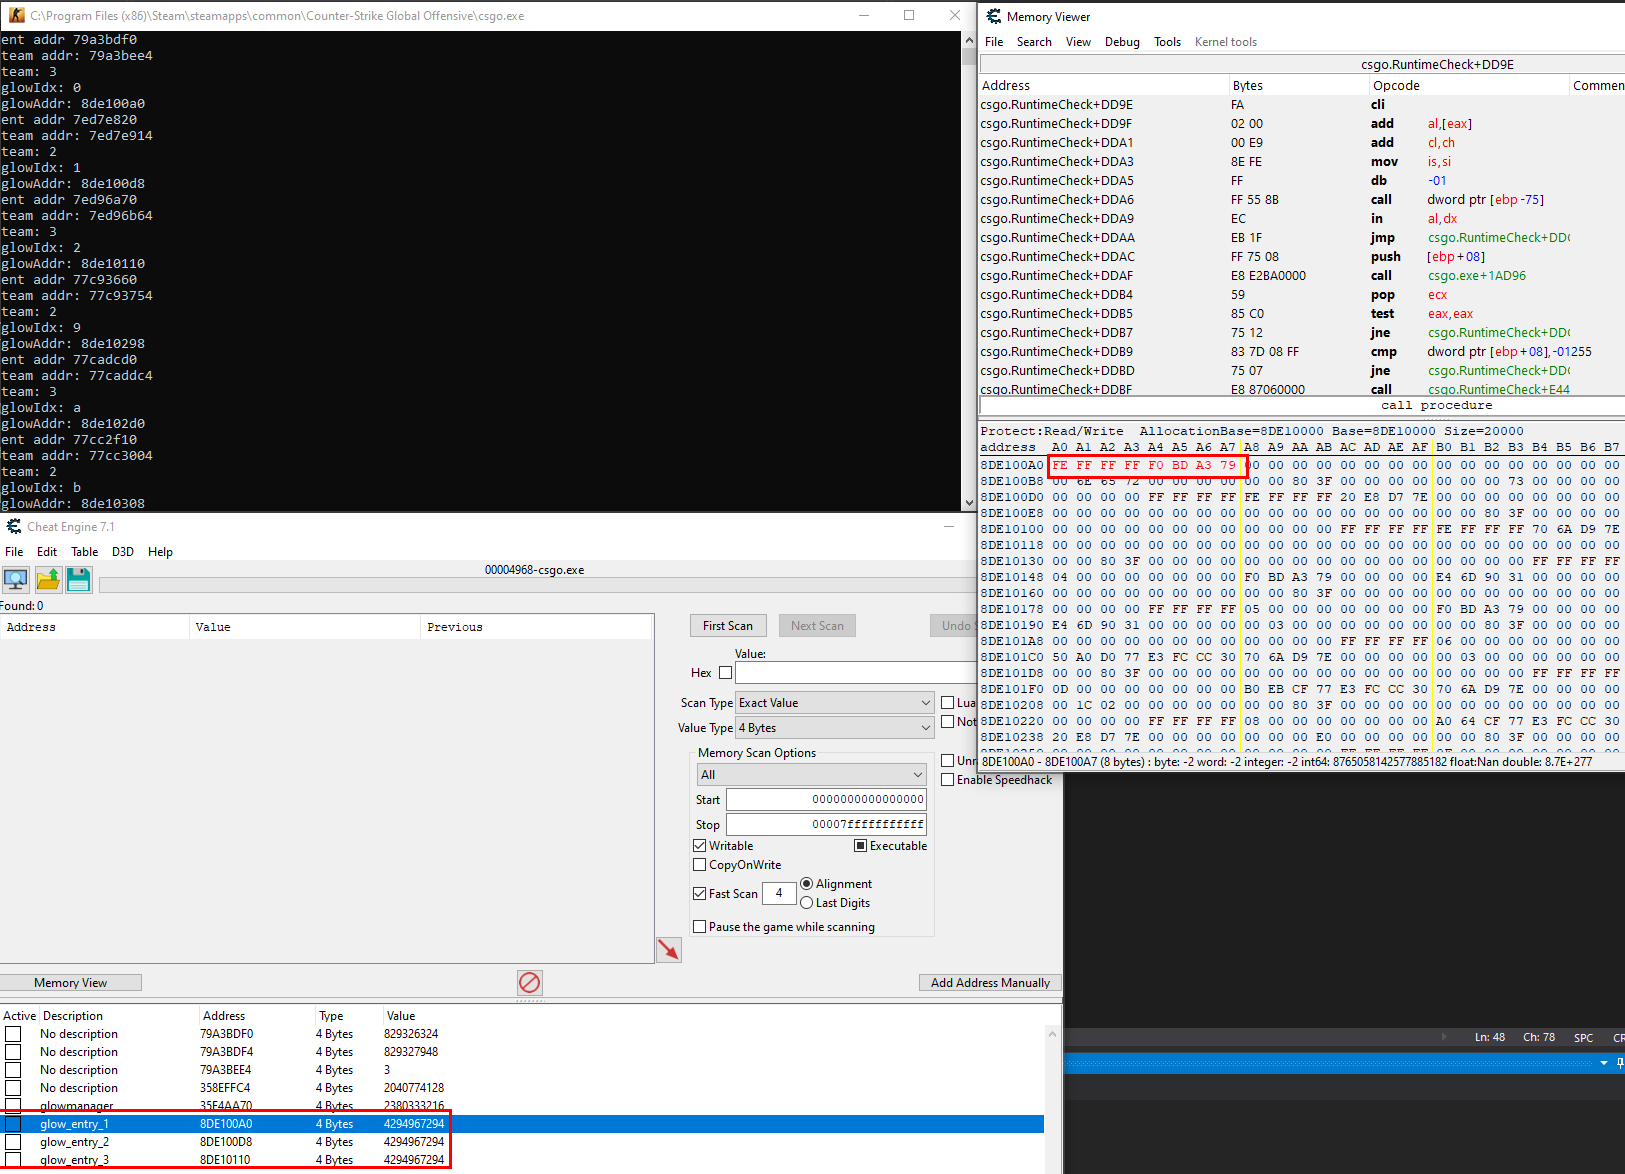 C:\Program Files (x86)\Steam\steamapps\common\Counter-Strike Global Offensive\csgo.exe
ent addr 79a3bdf0
team addr: 79a3bee4
team: 3
glowIdx: 0
glowAddr: 8de100a0
ent addr 7ed7e820
team addr: 7ed7e914
team: 2
glowIdx: 1
glowAddr: 8de100d8
ent addr 7ed96a70
team addr: 7ed96b64
team: 3
glowIdx: 2
glowAddr: 8de10110
ent addr 77c93660
team addr: 77c93754
team: 2
glowIdx: 9
glowAddr: 8de10298
ent addr 77cadcd0
team addr: 77caddc4
team: 3
glowIdx: a
glowAddr: 8de102d0
ent addr 77cc2f10
team addr: 77cc3004
team: 2
glowIdx: b
glowAddr: 8de10308
Memory Viewer
File Search View Debug Tools Kernel tools
csgo.RuntimeCheck+DD9E
Address Bytes Opcode Commen
csgo.RuntimeCheck+DD9E FA cli
csgo.RuntimeCheck+DD9F 02 00 add al,[eax]
csgo.RuntimeCheck+DDA1 00 E9 add cl,ch
csgo.RuntimeCheck+DDA3 8E FE mov is,si
csgo.RuntimeCheck+DDA5 FF db -01
csgo.RuntimeCheck+DDA6 FF 55 8B call dword ptr [ebp-75]
csgo.RuntimeCheck+DDA9 EC in al,dx
csgo.RuntimeCheck+DDAA EB 1F jmp csgo.RuntimeCheck+DD
csgo.RuntimeCheck+DDAC FF 75 08 push [ebp+08]
csgo.RuntimeCheck+DDAF E8 E2BA0000 call csgo.exe+1AD96
csgo.RuntimeCheck+DDB4 59 pop ecx
csgo.RuntimeCheck+DDB5 85 C0 test eax,eax
csgo.RuntimeCheck+DDB7 75 12 jne csgo.RuntimeCheck+DD
csgo.RuntimeCheck+DDB9 83 7D 08 FF cmp dword ptr [ebp+08],-01255
csgo.RuntimeCheck+DDBD 75 07 jne csgo.RuntimeCheck+DD
csgo.RuntimeCheck+DDBF E8 87060000 call csgo.RuntimeCheck+E44
call procedure
Protect:Read/Write AllocationBase=8DE10000 Base=8DE10000 Size=20000
address A0 A1 A2 A3 A4 A5 A6 A7 A8 A9 AA AB AC AD AE AF B0 B1 B2 B3 B4 B5 B6 B7
8DE100A0 FE FF FF FF F0 BD A3 79 00 00 00 00 00 00 00 00 00 00 00 00 00 00 00 00
8DE100B8 00 6E 65 72 00 00 00 00 00 00 80 3F 00 00 00 00 00 00 00 73 00 00 00 00
8DE100D0 00 00 00 00 FF FF FF FF FE FF FF FF 20 E8 D7 7E 00 00 00 00 00 00 00 00
8DE100E8 00 00 00 00 00 00 00 00 00 00 00 00 00 00 00 00 00 00 80 3F 00 00 00 00
8DE10100 00 00 00 00 00 00 00 00 00 00 00 00 FF FF FF FF FE FF FF FF 70 6A D9 7E
8DE10118 00 00 00 00 00 00 00 00 00 00 00 00 00 00 00 00 00 00 00 00 00 00 00 00
8DE10130 00 00 80 3F 00 00 00 00 00 00 00 00 00 00 00 00 00 00 00 00 FF FF FF FF
8DE10148 04 00 00 00 00 00 00 00 F0 BD A3 79 00 00 00 00 E4 6D 90 31 00 00 00 00
8DE10160 00 00 00 00 00 00 00 00 00 00 80 3F 00 00 00 00 00 00 00 00 00 00 00 00
8DE10178 00 00 00 00 FF FF FF FF 05 00 00 00 00 00 00 00 F0 BD A3 79 00 00 00 00
8DE10190 E4 6D 90 31 00 00 00 00 00 03 00 00 00 00 00 00 00 00 80 3F 00 00 00 00
8DE101A8 00 00 00 00 00 00 00 00 00 00 00 00 FF FF FF FF 06 00 00 00 00 00 00 00
8DE101C0 50 A0 D0 77 E3 FC CC 30 70 6A D9 7E 00 00 00 00 00 03 00 00 00 00 00 00
8DE101D8 00 00 80 3F 00 00 00 00 00 00 00 00 00 00 00 00 00 00 00 00 FF FF FF FF
8DE101F0 0D 00 00 00 00 00 00 00 B0 EB CF 77 E3 FC CC 30 70 6A D9 7E 00 00 00 00
8DE10208 00 1C 02 00 00 00 00 00 00 00 80 3F 00 00 00 00 00 00 00 00 00 00 00 00
8DE10220 00 00 00 00 FF FF FF FF 08 00 00 00 00 00 00 00 A0 64 CF 77 E3 FC CC 30
8DE10238 20 E8 D7 7E 00 00 00 00 00 00 00 E0 00 00 00 00 00 00 80 3F 00 00 00 00
8DE100A0 - 8DE100A7 (8 bytes) : byte: -2 word: -2 integer: -2 int64: 8765058142577885182 float:Nan double: 8.7E+277
Cheat Engine 7.1
File Edit Table D3D Help
00004968-csgo.exe
Found: 0
Address Value Previous
First Scan Next Scan Undo S
Value:
Hex
Scan Type Exact Value Lua
Value Type 4 Bytes Not
Memory Scan Options
All Unr
Enable Speedhack
Start 0000000000000000
Stop 00007fffffffffff
Writable Executable
CopyOnWrite
Fast Scan 4 Alignment
Last Digits
Pause the game while scanning
Memory View Add Address Manually
Active Description Address Type Value
No description 79A3BDF0 4 Bytes 829326324
No description 79A3BDF4 4 Bytes 829327948
No description 79A3BEE4 4 Bytes 3
No description 358EFFC4 4 Bytes 2040774128
glowmanager 35F4AA70 4 Bytes 2380333216
glow_entry_1 8DE100A0 4 Bytes 4294967294
glow_entry_2 8DE100D8 4 Bytes 4294967294
glow_entry_3 8DE10110 4 Bytes 4294967294
Ln: 48 Ch: 78 SPC CR